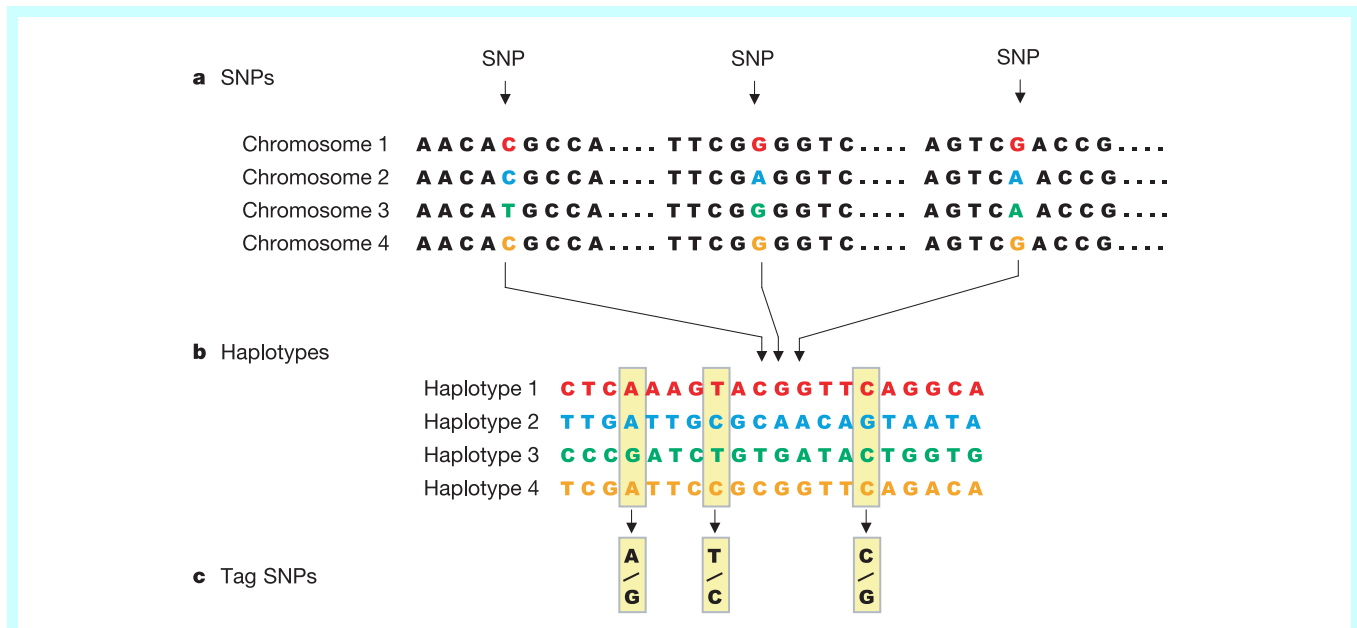 SNP SNP SNP
a SNPs
Chromosome 1 AACACGCCA.... TTCGGGGTC.... AGTCGACCG....
Chromosome 2 AACACGCCA.... TTCGAGGTC.... AGTCAACCG....
Chromosome 3 AACATGCCA.... TTCGGGGTC.... AGTCAACCG....
Chromosome 4 AACACGCCA.... TTCGGGGTC.... AGTCGACCG....
b Haplotypes
Haplotype 1 CTCAAAGTACGGTTCAGGCA
Haplotype 2 TTGATTGCGCAACAGTAATA
Haplotype 3 CCCGATCTGTGATACTGGTG
Haplotype 4 TCGATTCCGCGGTTCAGACA
A T C
/ / /
G C G
c Tag SNPs